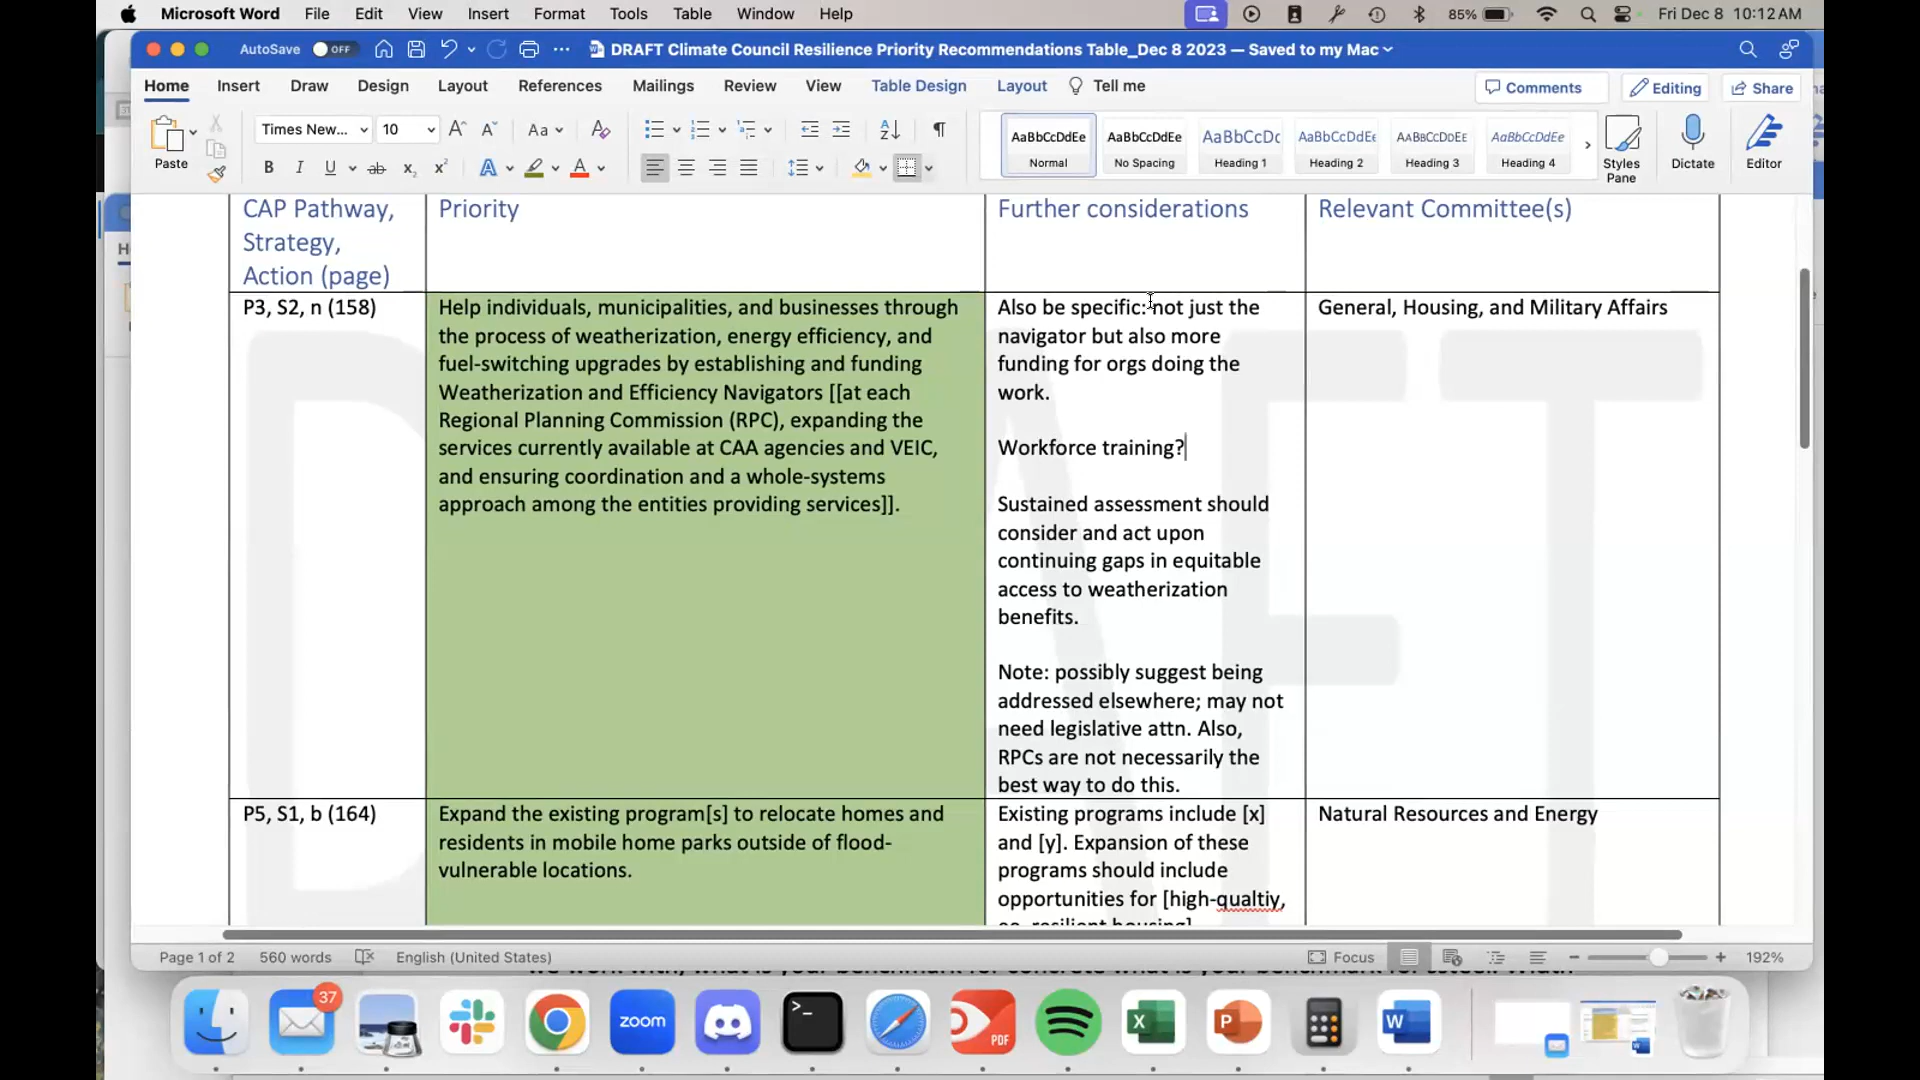 Microsoft Word File Edit View Insert Format Tools Table Window Help 85% Fri Dec 8 10:12 AM
AutoSave OFF DRAFT Climate Council Resilience Priority Recommendations Table_Dec 8 2023 — Saved to my Mac
Home Insert Draw Design Layout References Mailings Review View Table Design Layout Tell me Comments Editing Share
Paste
Times New... 10
AaBbCcDdEe Normal
AaBbCcDdEe No Spacing
AaBbCcDc Heading 1
AaBbCcDdEe Heading 2
AaBbCcDdEe Heading 3
AaBbCcDdEe Heading 4
Styles Pane
Dictate
Editor
CAP Pathway,
Strategy,
Action (page)
Priority
Further considerations
Relevant Committee(s)
P3, S2, n (158)
Help individuals, municipalities, and businesses through
the process of weatherization, energy efficiency, and
fuel-switching upgrades by establishing and funding
Weatherization and Efficiency Navigators [[at each
Regional Planning Commission (RPC), expanding the
services currently available at CAA agencies and VEIC,
and ensuring coordination and a whole-systems
approach among the entities providing services]].
Also be specific: not just the
navigator but also more
funding for orgs doing the
work.
Workforce training?
Sustained assessment should
consider and act upon
continuing gaps in equitable
access to weatherization
benefits.
Note: possibly suggest being
addressed elsewhere; may not
need legislative attn. Also,
RPCs are not necessarily the
best way to do this.
General, Housing, and Military Affairs
P5, S1, b (164)
Expand the existing program[s] to relocate homes and
residents in mobile home parks outside of flood-
vulnerable locations.
Existing programs include [x]
and [y]. Expansion of these
programs should include
opportunities for [high-qualtiy,
Natural Resources and Energy
DRAFT
Page 1 of 2 560 words English (United States) Focus 192%
37
zoom
PDF
X
P
W